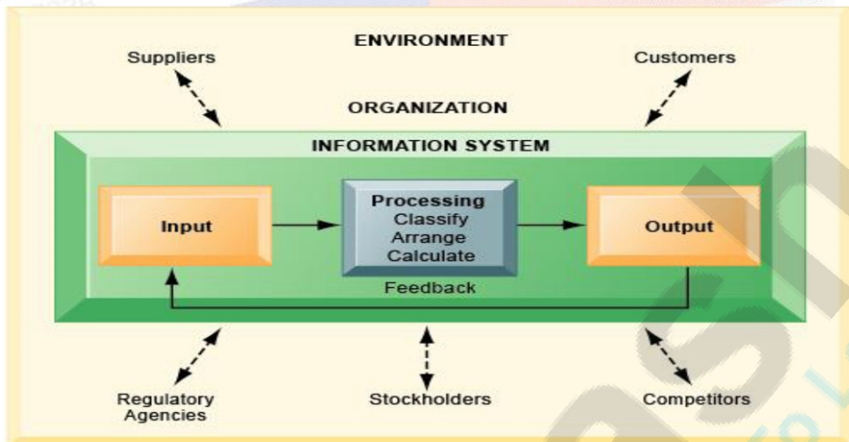 ENVIRONMENT
Suppliers
Customers
ORGANIZATION
INFORMATION SYSTEM
Input
Processing
Classify
Arrange
Calculate
Output
Feedback
Regulatory
Agencies
Stockholders
Competitors